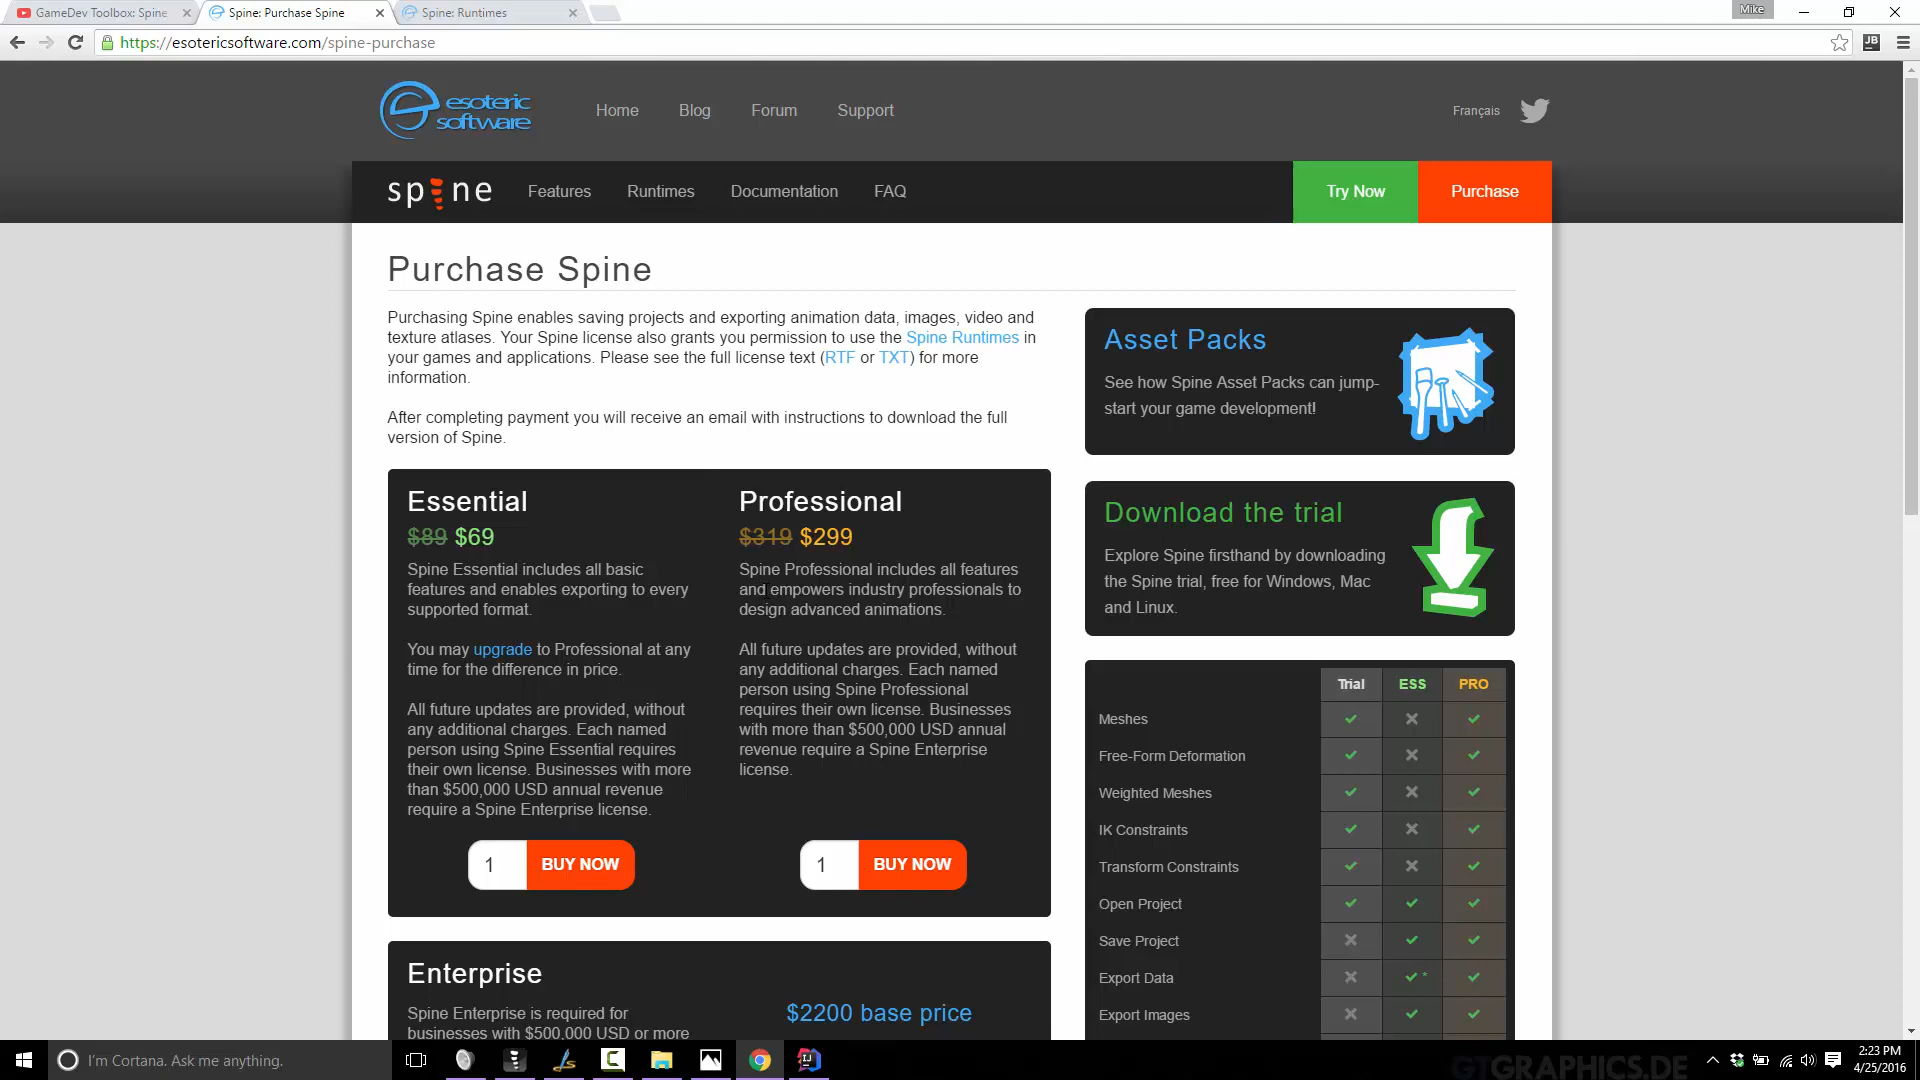 GameDev Toolbox: Spine
Spine: Purchase Spine
Spine: Runtimes
Mike
https://esotericsoftware.com/spine-purchase
JB
esoteric
software
Home
Blog
Forum
Support
Français
spine
Features
Runtimes
Documentation
FAQ
Try Now
Purchase
Purchase Spine
Purchasing Spine enables saving projects and exporting animation data, images, video and
texture atlases. Your Spine license also grants you permission to use the Spine Runtimes in
your games and applications. Please see the full license text (RTF or TXT) for more
information.
After completing payment you will receive an email with instructions to download the full
version of Spine.
Essential
$89 $69
Spine Essential includes all basic
features and enables exporting to every
supported format.
You may upgrade to Professional at any
time for the difference in price.
All future updates are provided, without
any additional charges. Each named
person using Spine Essential requires
their own license. Businesses with more
than $500,000 USD annual revenue
require a Spine Enterprise license.
1
BUY NOW
Professional
$319 $299
Spine Professional includes all features
and empowers industry professionals to
design advanced animations.
All future updates are provided, without
any additional charges. Each named
person using Spine Professional
requires their own license. Businesses
with more than $500,000 USD annual
revenue require a Spine Enterprise
license.
1
BUY NOW
Enterprise
Spine Enterprise is required for
businesses with $500,000 USD or more
$2200 base price
Asset Packs
See how Spine Asset Packs can jump-
start your game development!
Download the trial
Explore Spine firsthand by downloading
the Spine trial, free for Windows, Mac
and Linux.
Trial ESS PRO
Meshes
Free-Form Deformation
Weighted Meshes
IK Constraints
Transform Constraints
Open Project
Save Project
Export Data *
Export Images
I'm Cortana. Ask me anything.
GTGRAPHICS.DE
2:23 PM
4/25/2016